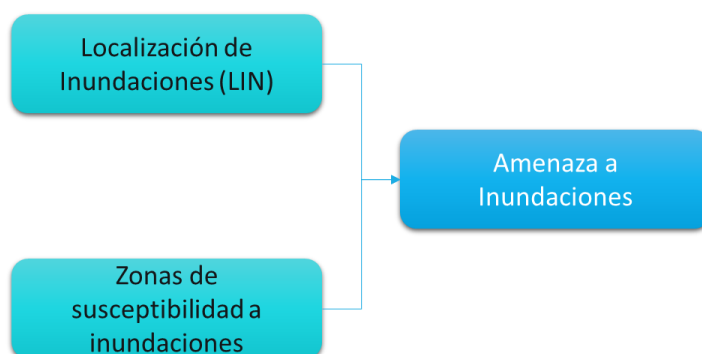 Localización de
Inundaciones (LIN)
Amenaza a
Inundaciones
Zonas de
susceptibilidad a
inundaciones